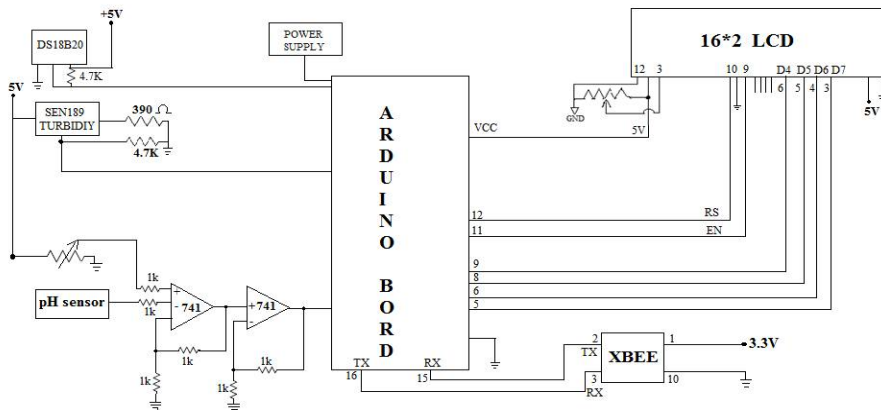 +5V
DS18B20
4.7K
POWER SUPPLY
16*2 LCD
12 3 10 9 D4 D5 D6 D7
6 5 4 3
5V
5V
SEN189
TURBIDIY
390 Ω
4.7K
GND
VCC
5V
ARDUINO BORD
12
RS
11
EN
9
8
6
5
1k
pH sensor
1k
+
- 741
+741
-
1k
1k
1k
1k
TX
16
RX
15
2
TX
3
RX
XBEE
1
10
3.3V